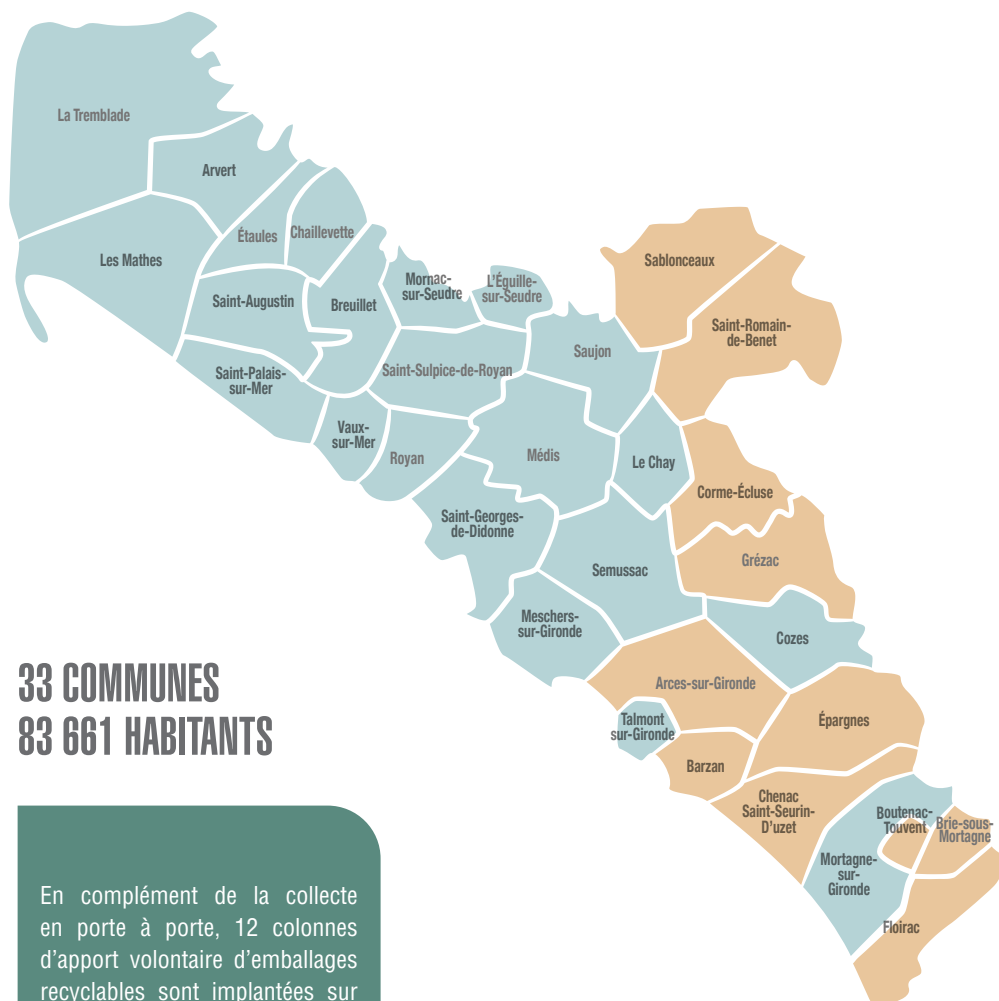 La Tremblade
Arvert
Étaules
Chaillevette
Les Mathes
Saint-Augustin
Breuillet
Mornac-
sur-Seudre
L'Éguille-
sur-Seudre
Sablonceaux
Saint-Romain-
de-Benet
Saujon
Saint-Sulpice-de-Royan
Saint-Palais-
sur-Mer
Vaux-
sur-Mer
Royan
Médis
Le Chay
Corme-Écluse
Saint-Georges-
de-Didonne
Grézac
Semussac
Meschers-
sur-Gironde
Cozes
Arces-sur-Gironde
Talmont
sur-Gironde
Épargnes
Barzan
Chenac
Saint-Seurin-
D'uzet
Boutenac-
Touvent
Brie-sous-
Mortagne
Mortagne-
sur-
Gironde
Floirac
33 COMMUNES
83 661 HABITANTS
En complément de la collecte
en porte à porte, 12 colonnes
d'apport volontaire d'emballages
recyclables sont implantées sur